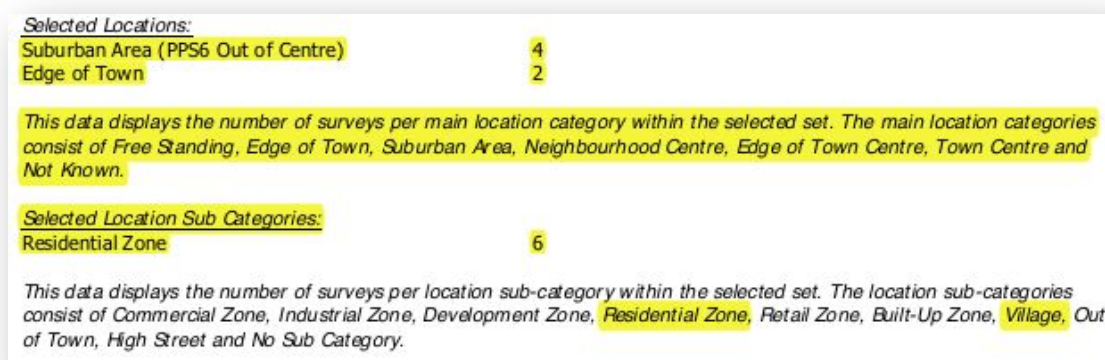 Selected Locations:
Suburban Area (PPS6 Out of Centre) 4
Edge of Town 2
This data displays the number of surveys per main location category within the selected set. The main location categories
consist of Free Standing, Edge of Town, Suburban Area, Neighbourhood Centre, Edge of Town Centre, Town Centre and
Not Known.
Selected Location Sub Categories:
Residential Zone 6
This data displays the number of surveys per location sub-category within the selected set. The location sub-categories
consist of Commercial Zone, Industrial Zone, Development Zone, Residential Zone, Retail Zone, Built-Up Zone, Village, Out
of Town, High Street and No Sub Category.